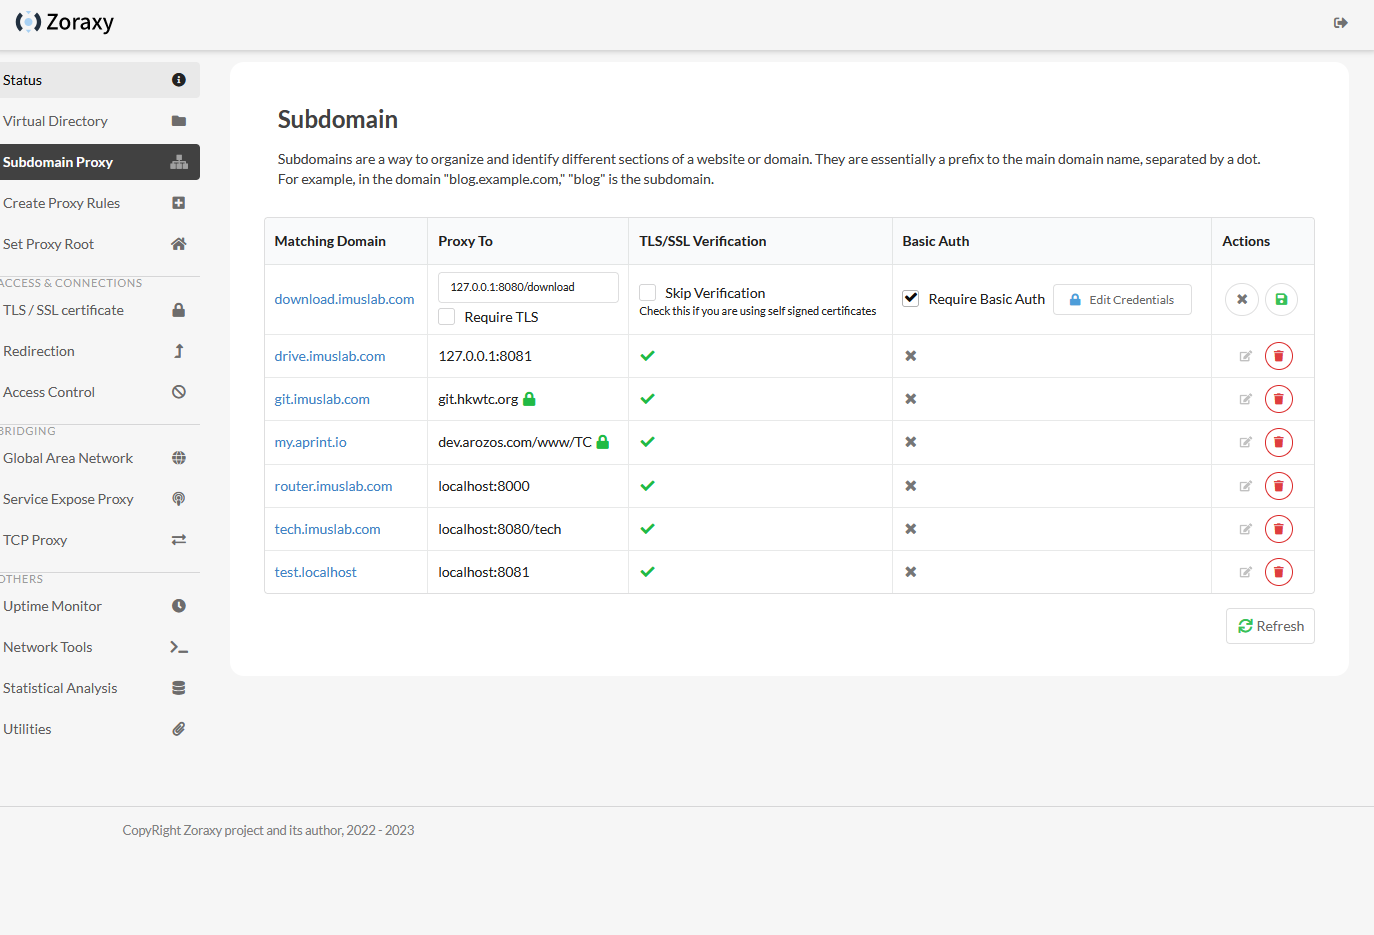 Zoraxy
Status
Virtual Directory
Subdomain Proxy
Create Proxy Rules
Set Proxy Root
ACCESS & CONNECTIONS
TLS / SSL certificate
Redirection
Access Control
BRIDGING
Global Area Network
Service Expose Proxy
TCP Proxy
OTHERS
Uptime Monitor
Network Tools
Statistical Analysis
Utilities
Subdomain
Subdomains are a way to organize and identify different sections of a website or domain. They are essentially a prefix to the main domain name, separated by a dot.
For example, in the domain "blog.example.com," "blog" is the subdomain.
Matching Domain Proxy To TLS/SSL Verification Basic Auth Actions
download.imuslab.com 127.0.0.1:8080/download Require TLS Skip Verification Check this if you are using self signed certificates Require Basic Auth Edit Credentials
drive.imuslab.com 127.0.0.1:8081
git.imuslab.com git.hkwtc.org
my.aprint.io dev.arozos.com/www/TC
router.imuslab.com localhost:8000
tech.imuslab.com localhost:8080/tech
test.localhost localhost:8081
Refresh
CopyRight Zoraxy project and its author, 2022 - 2023